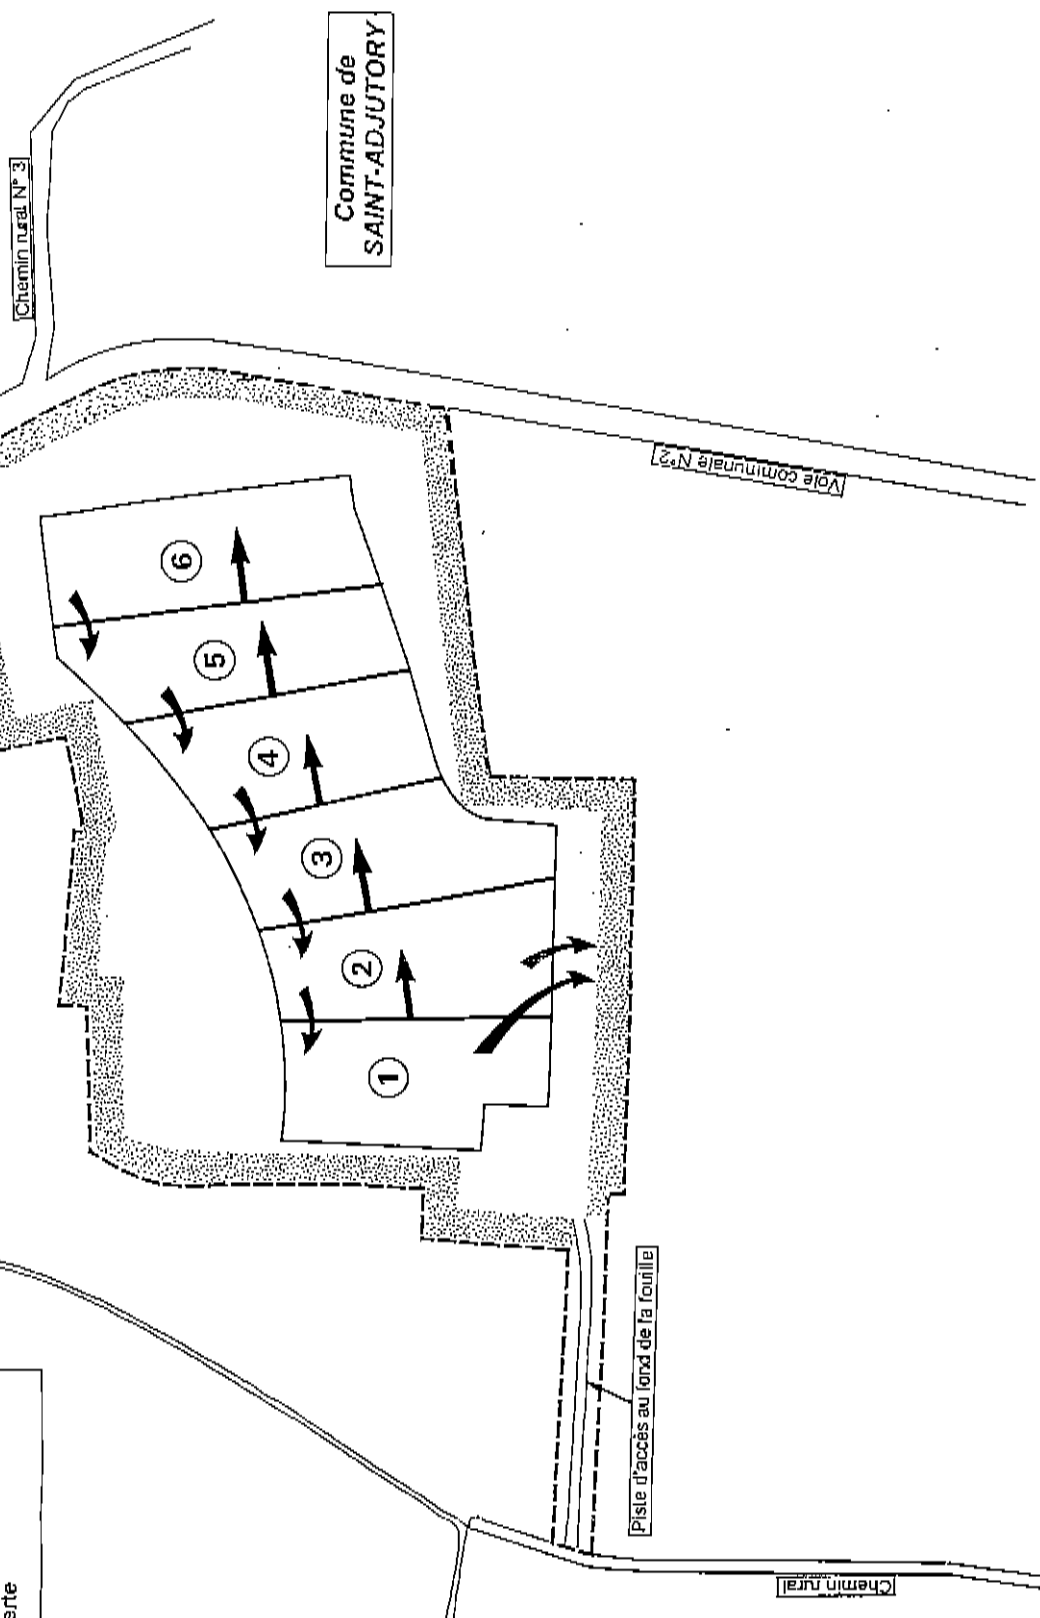 Chemin rural N° 3
Commune de
SAINT-ADJUTORY
Voie communale N°2
6
5
4
3
2
1
Piste d'accès au fond de la fouille
Chemin rural
erte